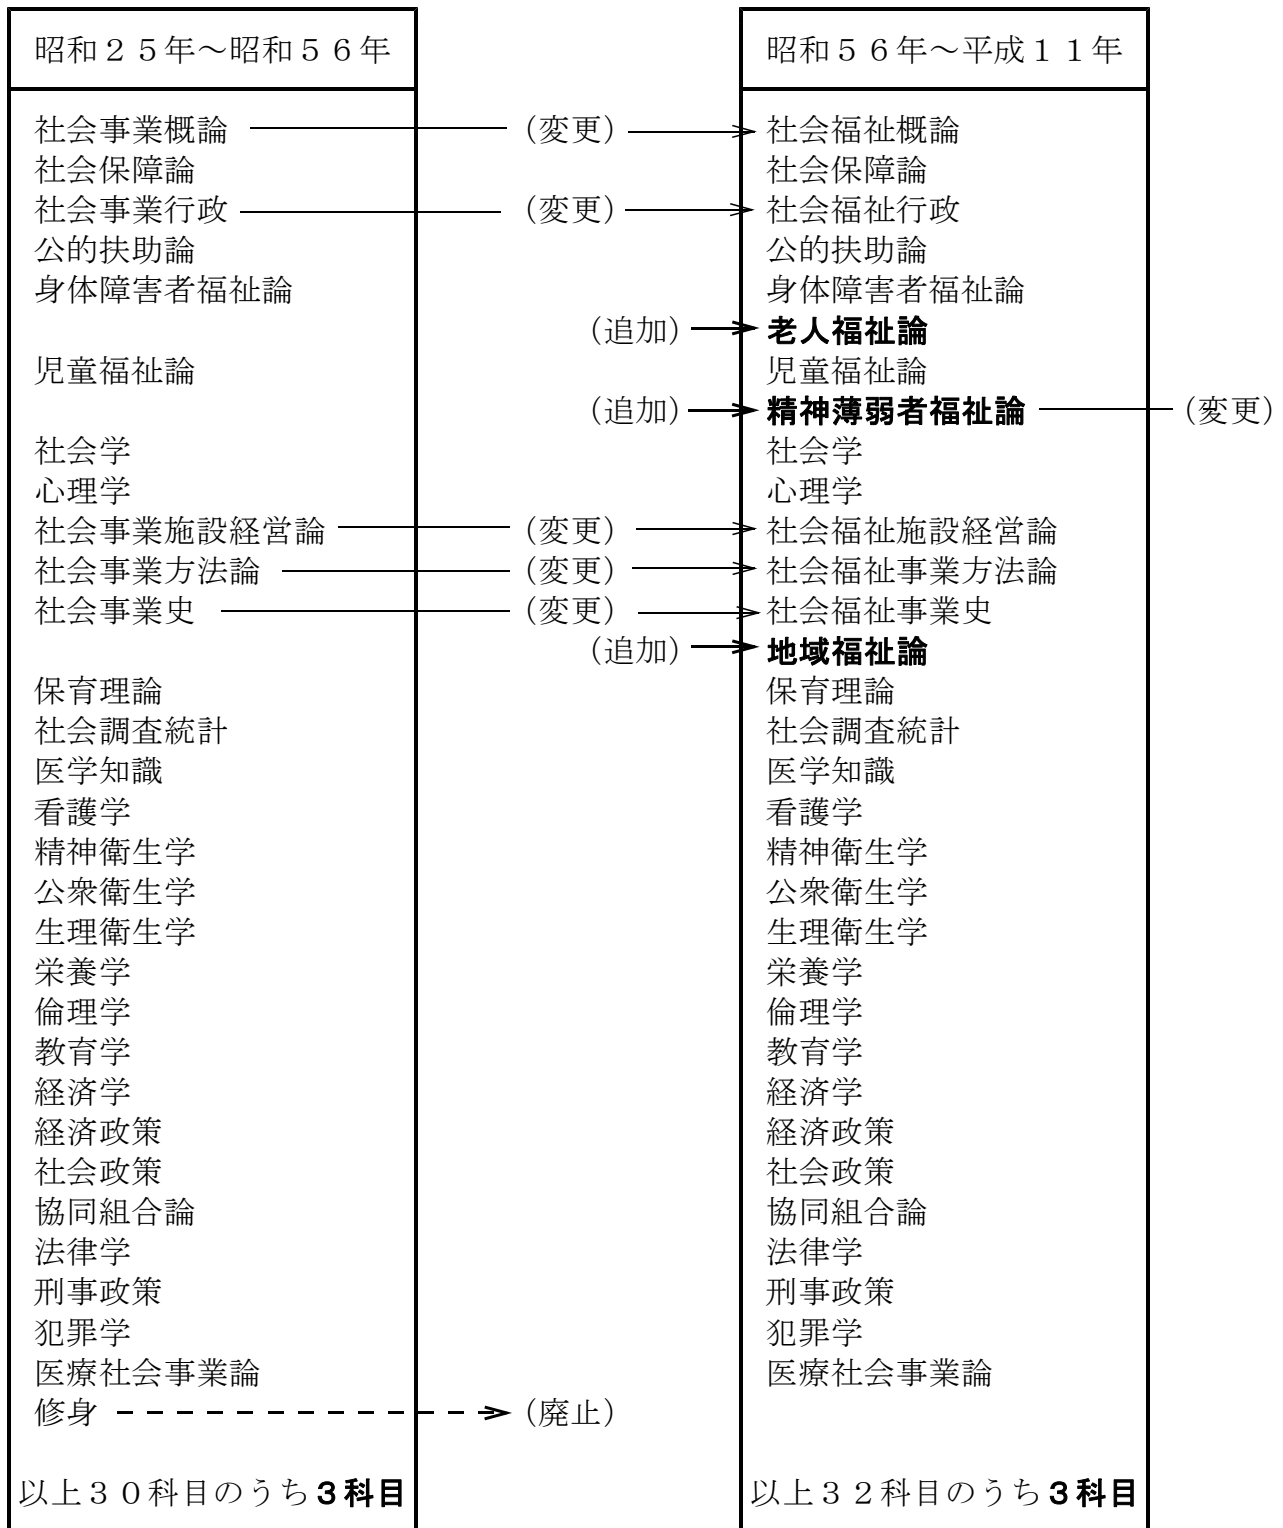 昭和２５年～昭和５６年 昭和５６年～平成１１年
社会事業概論 (変更) 社会福祉概論
社会保障論 社会保障論
社会事業行政 (変更) 社会福祉行政
公的扶助論 公的扶助論
身体障害者福祉論 身体障害者福祉論
(追加) 老人福祉論
児童福祉論 児童福祉論
(追加) 精神薄弱者福祉論 (変更)
社会学 社会学
心理学 心理学
社会事業施設経営論 (変更) 社会福祉施設経営論
社会事業方法論 (変更) 社会福祉事業方法論
社会事業史 (変更) 社会福祉事業史
(追加) 地域福祉論
保育理論 保育理論
社会調査統計 社会調査統計
医学知識 医学知識
看護学 看護学
精神衛生学 精神衛生学
公衆衛生学 公衆衛生学
生理衛生学 生理衛生学
栄養学 栄養学
倫理学 倫理学
教育学 教育学
経済学 経済学
経済政策 経済政策
社会政策 社会政策
協同組合論 協同組合論
法律学 法律学
刑事政策 刑事政策
犯罪学 犯罪学
医療社会事業論 医療社会事業論
修身 (廃止)
以上３０科目のうち３科目 以上３２科目のうち３科目